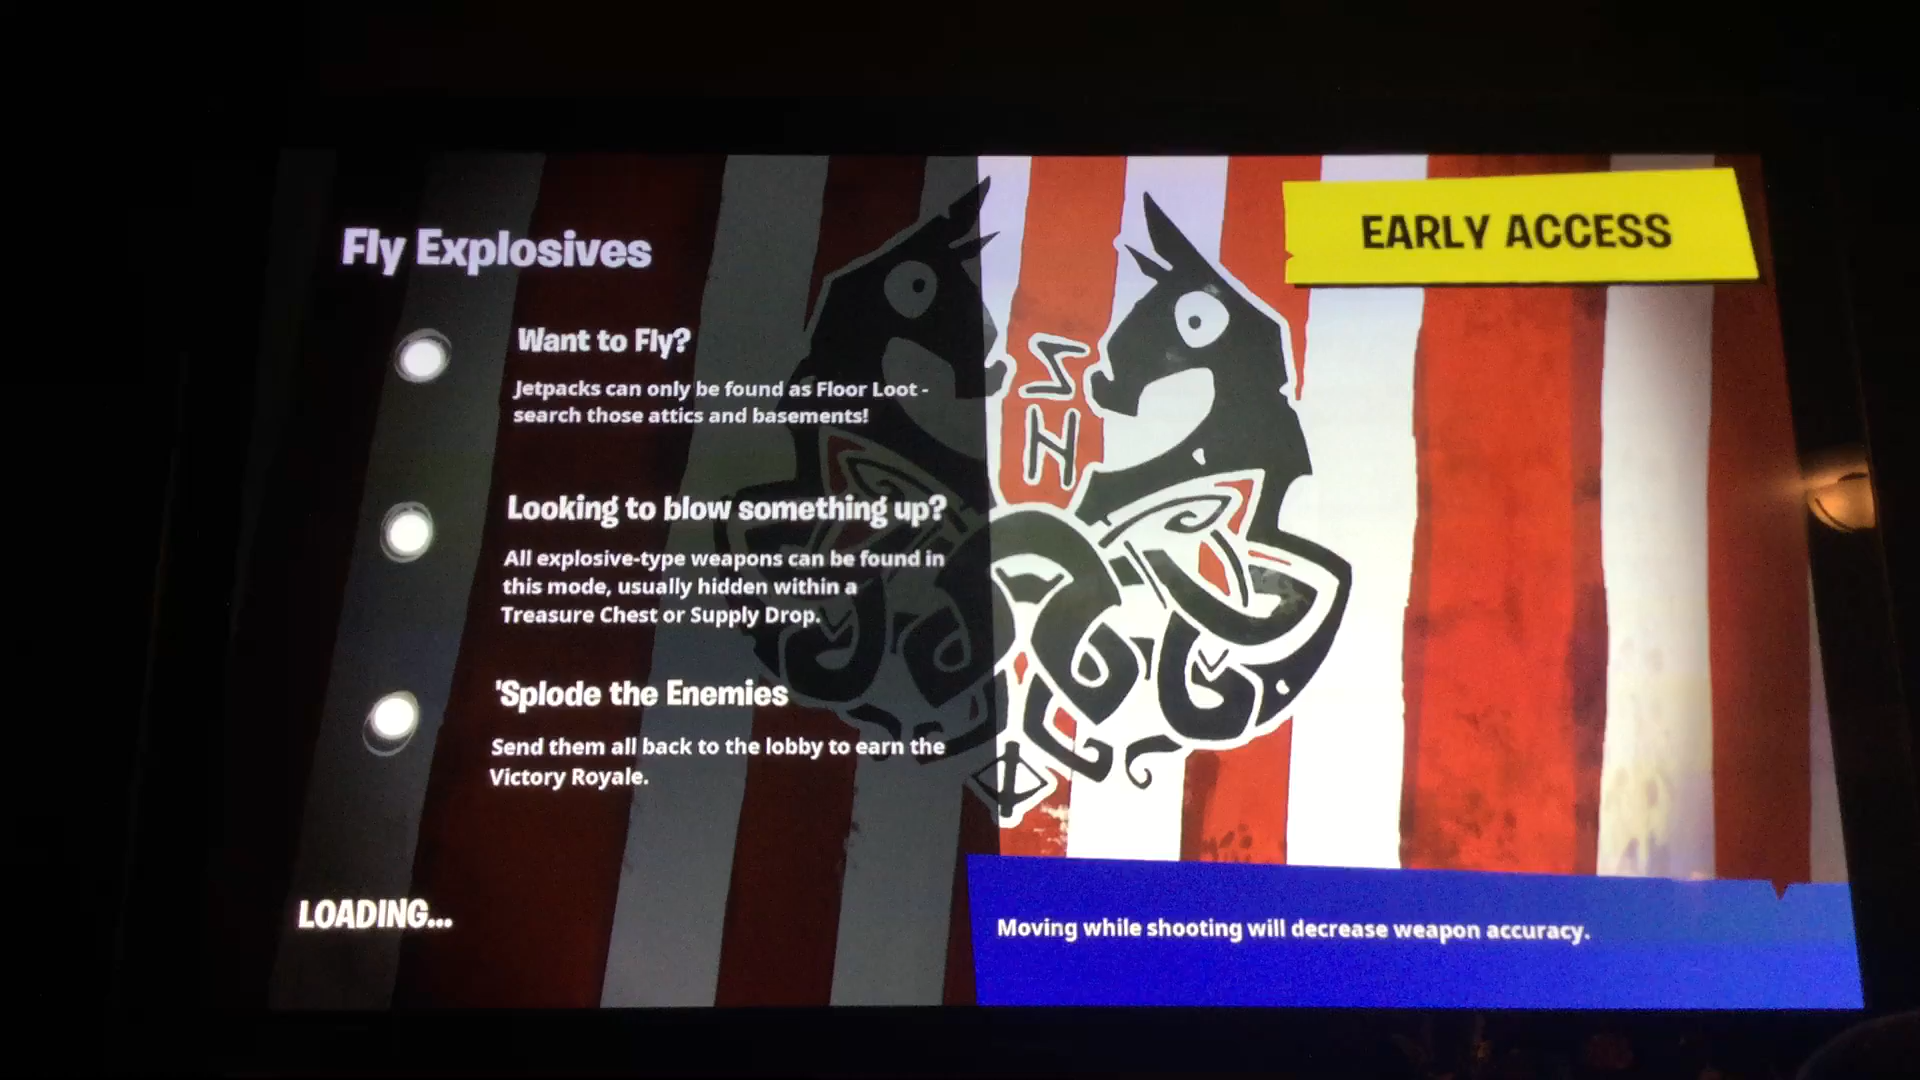 Fly Explosives
EARLY ACCESS
Want to Fly?
Jetpacks can only be found as Floor Loot -
search those attics and basements!
Looking to blow something up?
All explosive-type weapons can be found in
this mode, usually hidden within a
Treasure Chest or Supply Drop.
'Splode the Enemies
Send them all back to the lobby to earn the
Victory Royale.
LOADING...
Moving while shooting will decrease weapon accuracy.